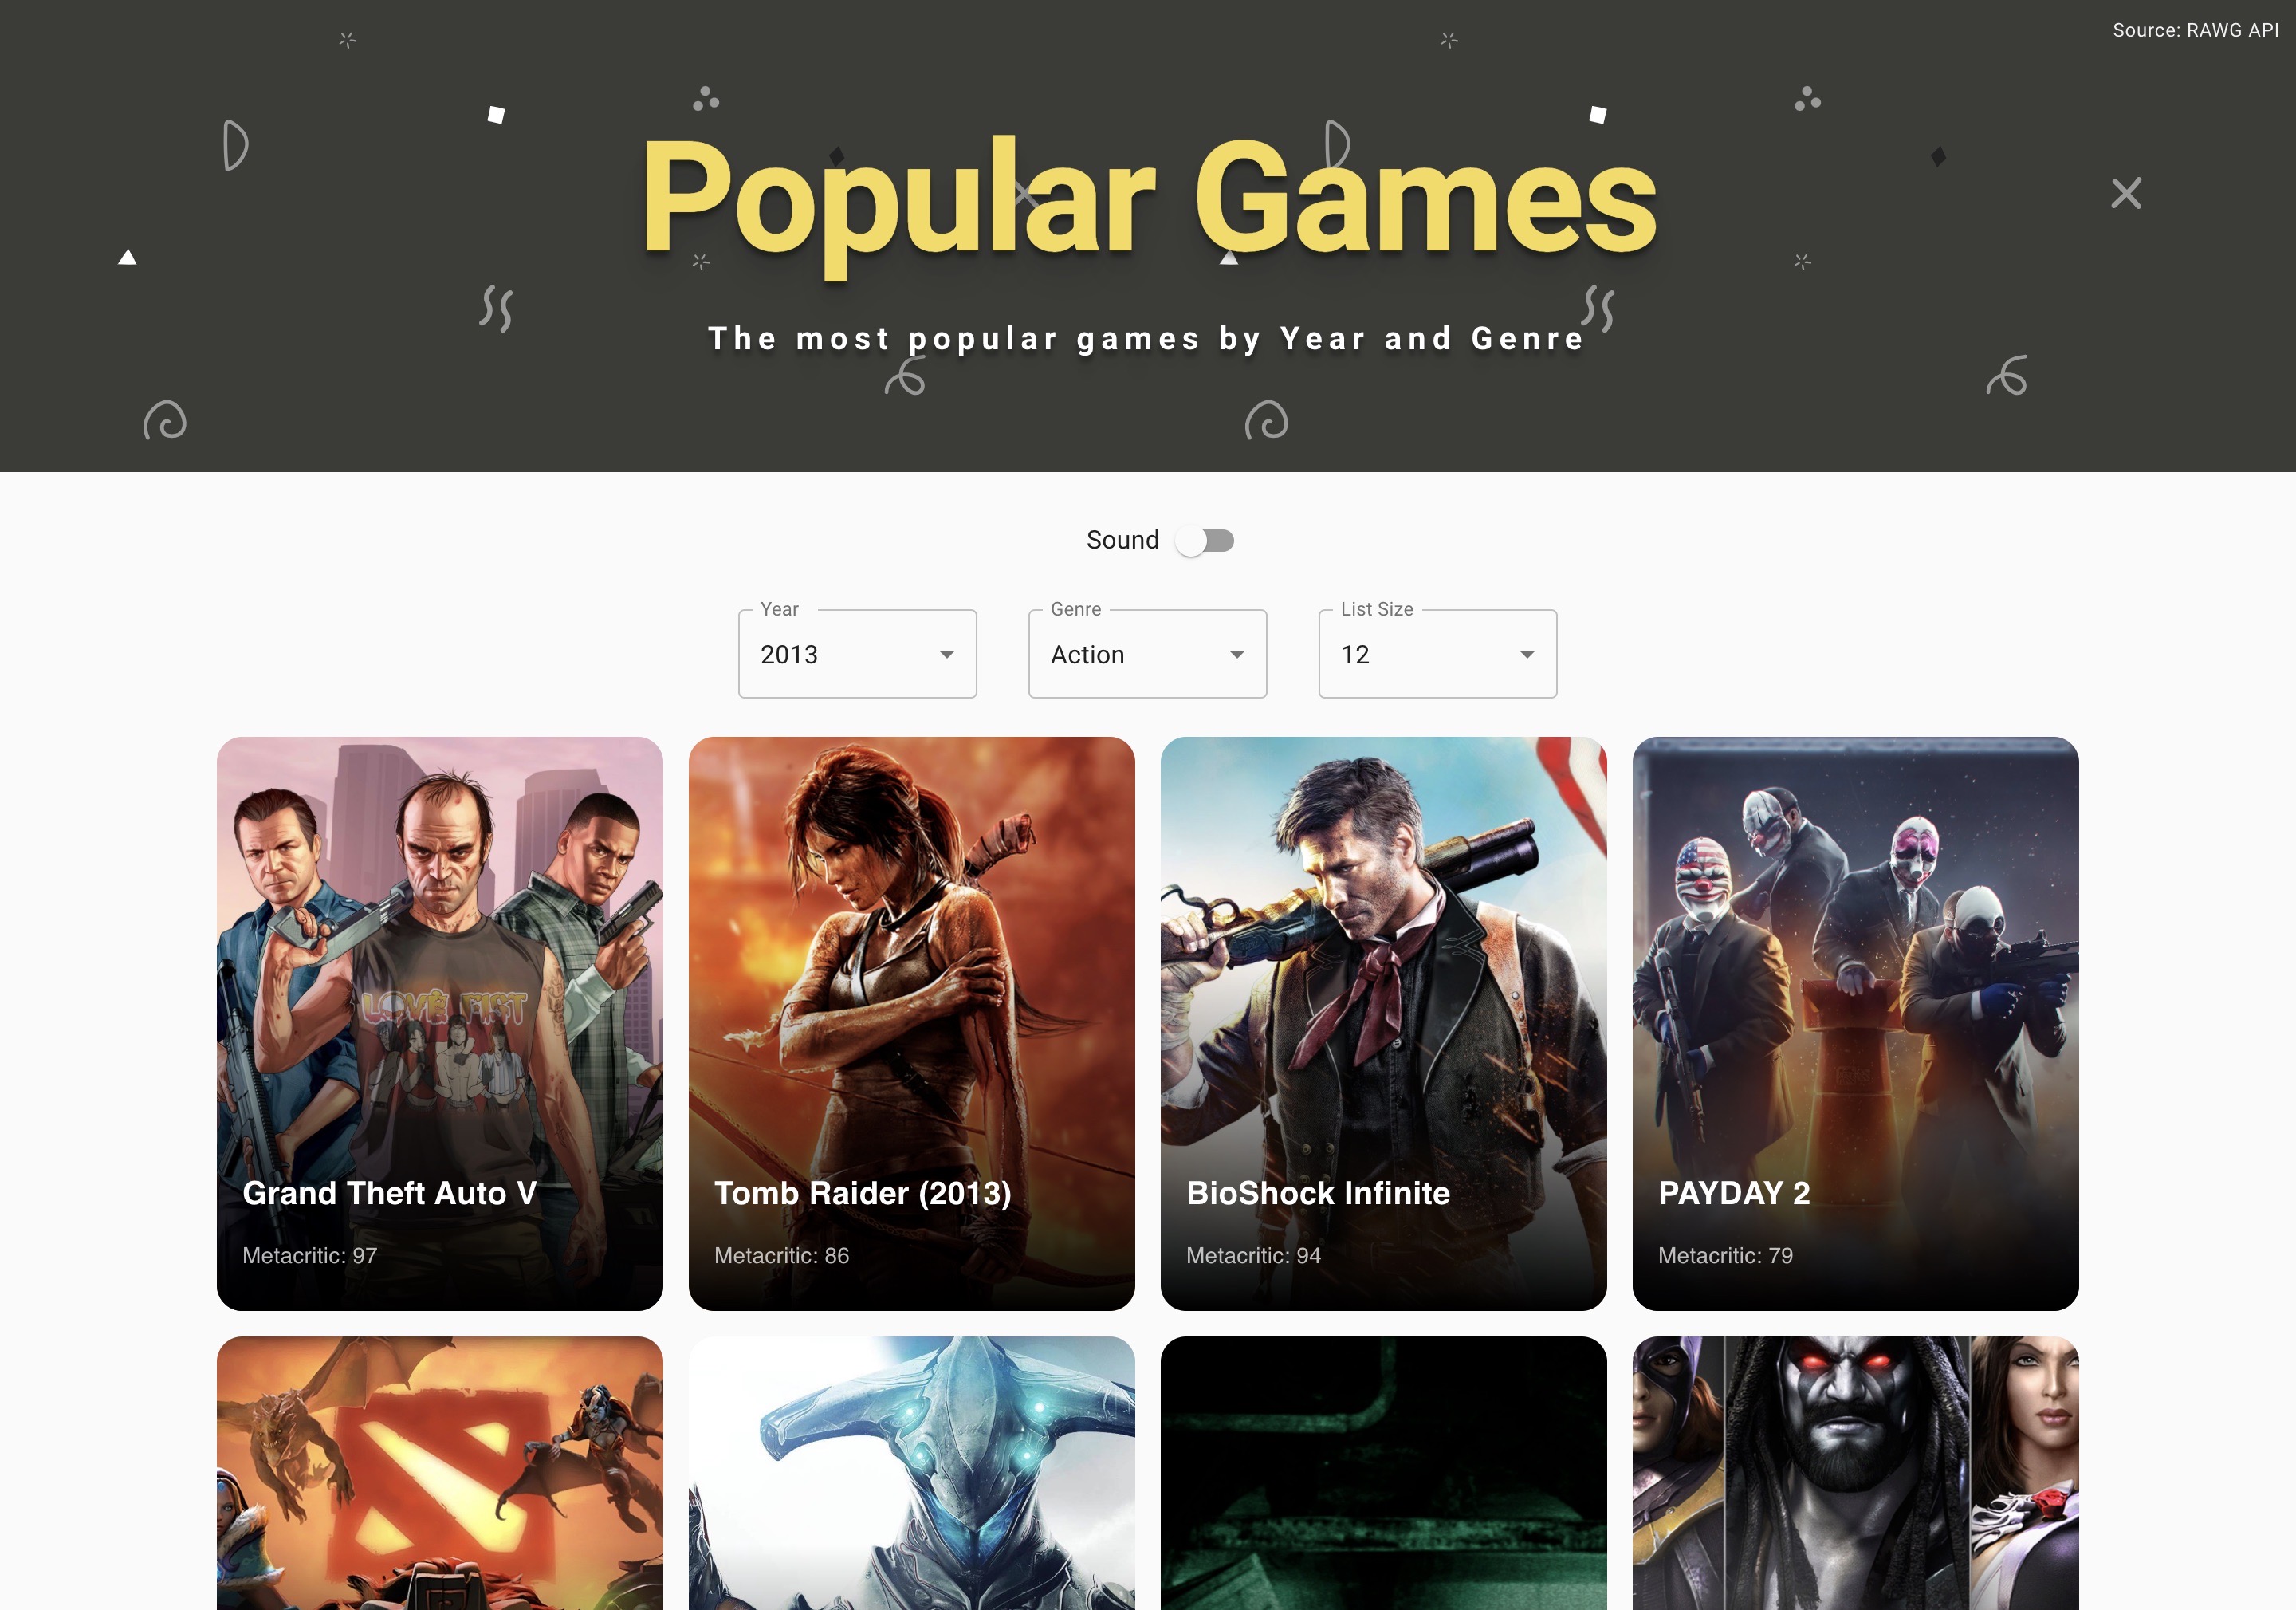 Source: RAWG API
Popular Games
The most popular games by Year and Genre
Sound
Year
2013
Genre
Action
List Size
12
LOVE FIST
Grand Theft Auto V
Metacritic: 97
Tomb Raider (2013)
Metacritic: 86
BioShock Infinite
Metacritic: 94
PAYDAY 2
Metacritic: 79